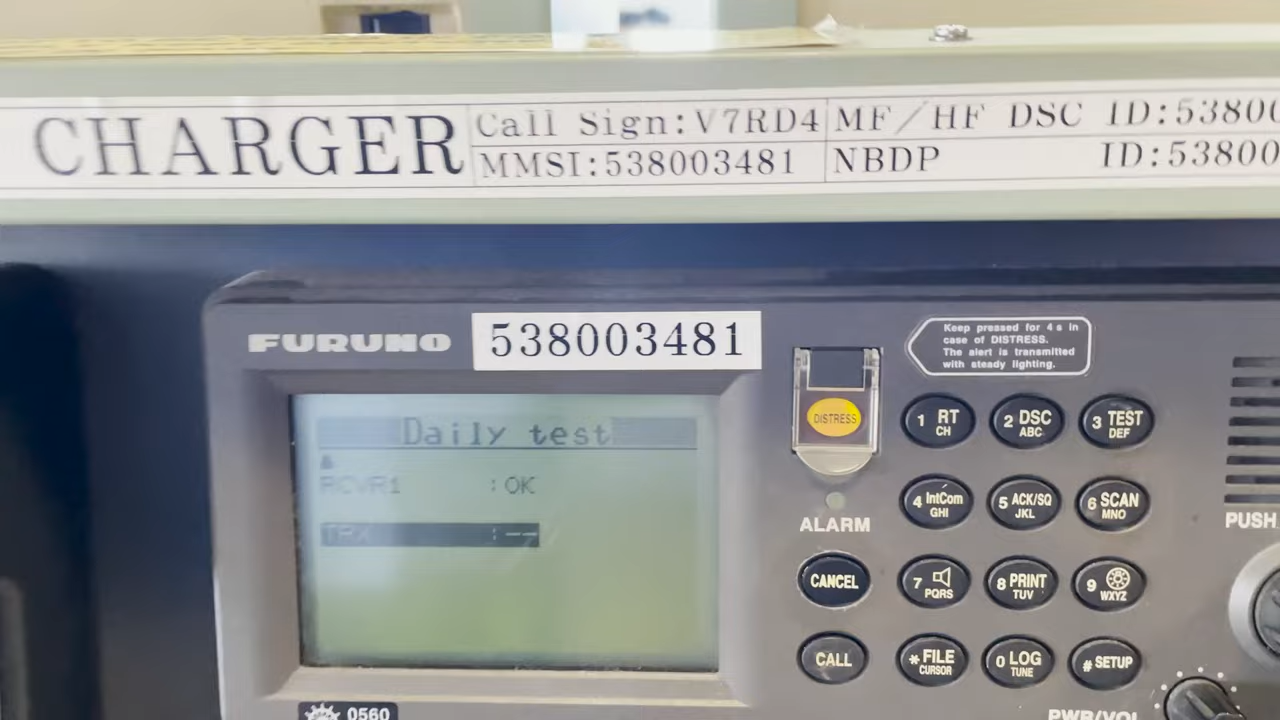 CHARGER
Call Sign:V7RD4
MMSI:538003481
MF/HF DSC ID:53800
NBDP ID:53800
FURUNO
538003481
Keep pressed for 4 s in
case of DISTRESS.
The alert is transmitted
with steady lighting.
Daily test
RCVR1 :OK
TRX :--
DISTRESS
ALARM
1 RT CH
2 DSC ABC
3 TEST DEF
4 IntCom GHI
5 ACK/SQ JKL
6 SCAN MNO
PUSH
CANCEL
7 PQRS
8 PRINT TUV
9 WXYZ
CALL
* FILE CURSOR
0 LOG TUNE
# SETUP
0560
PWR/VOL